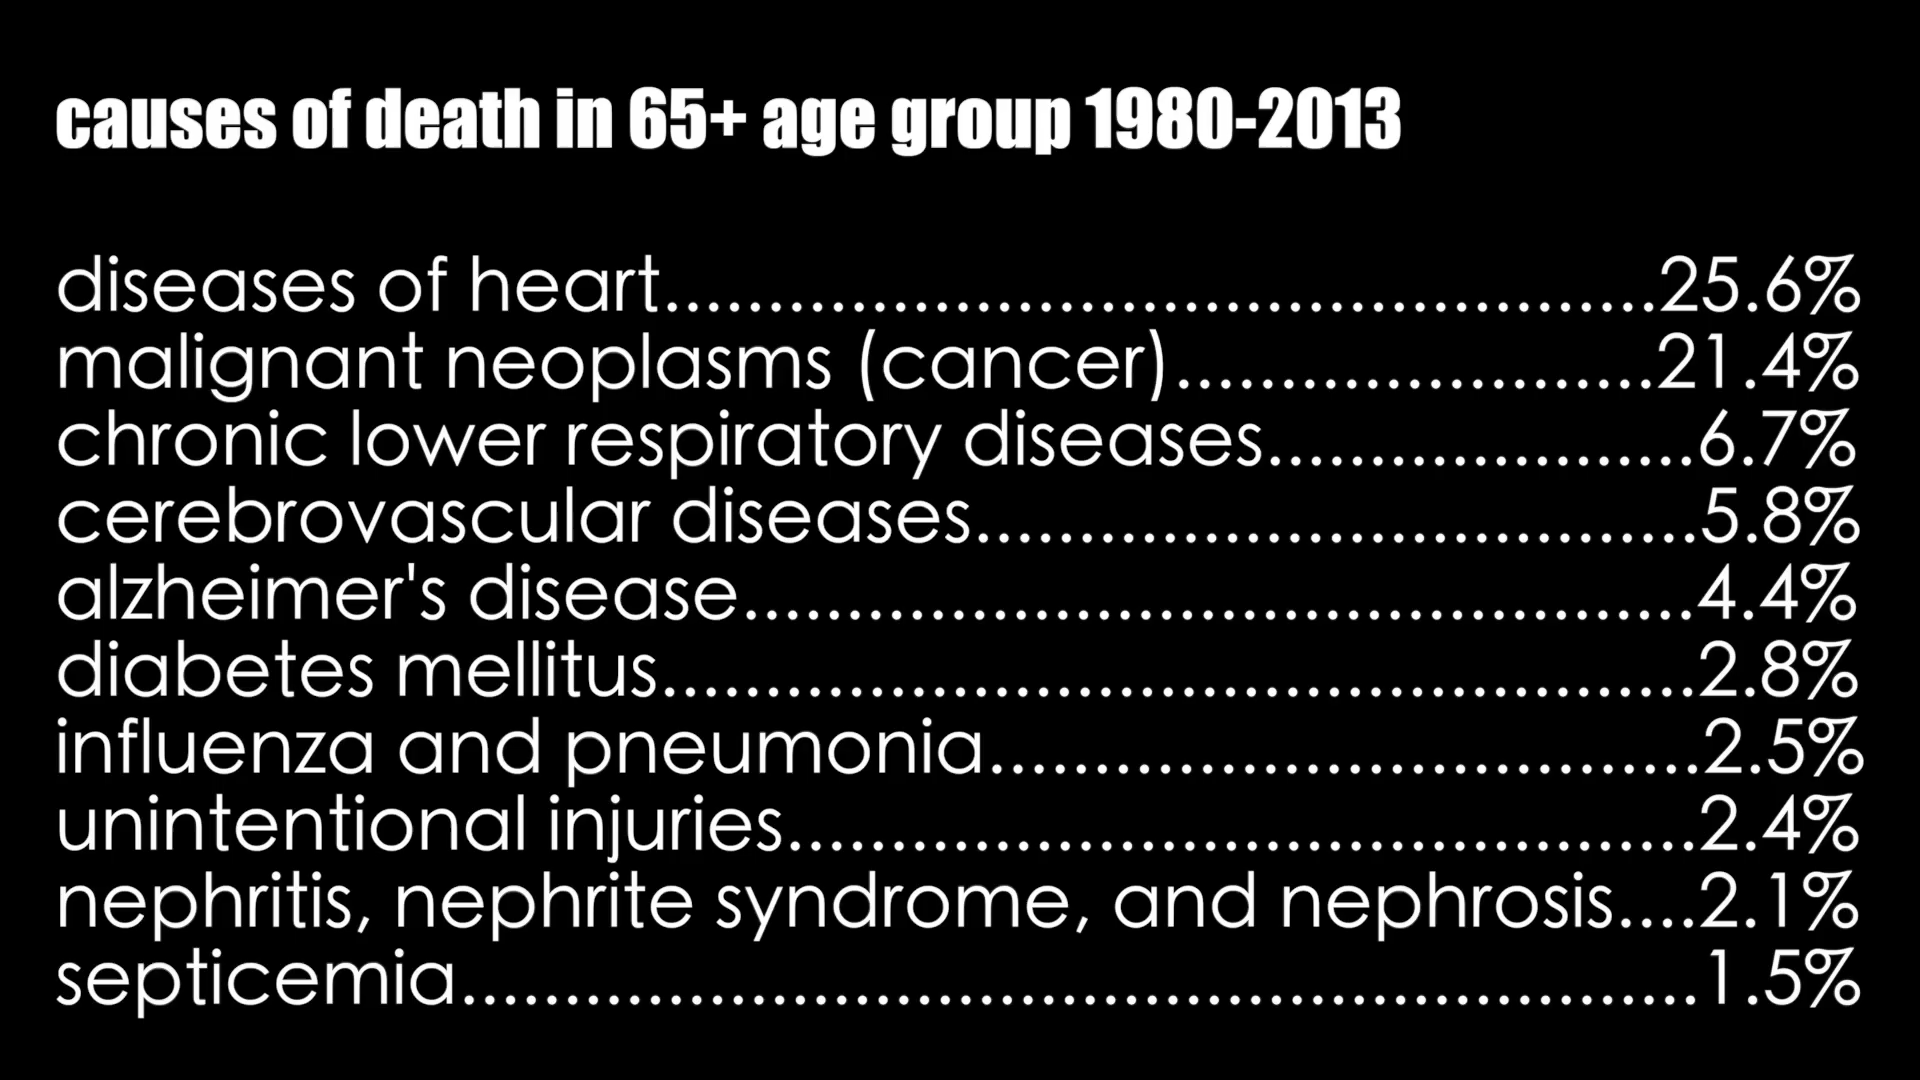 causes of death in 65+ age group 1980-2013
diseases of heart................................................25.6%
malignant neoplasms (cancer).......................21.4%
chronic lower respiratory diseases.....................6.7%
cerebrovascular diseases...................................5.8%
alzheimer's disease..............................................4.4%
diabetes mellitus..................................................2.8%
influenza and pneumonia..................................2.5%
unintentional injuries............................................2.4%
nephritis, nephrite syndrome, and nephrosis....2.1%
septicemia............................................................1.5%